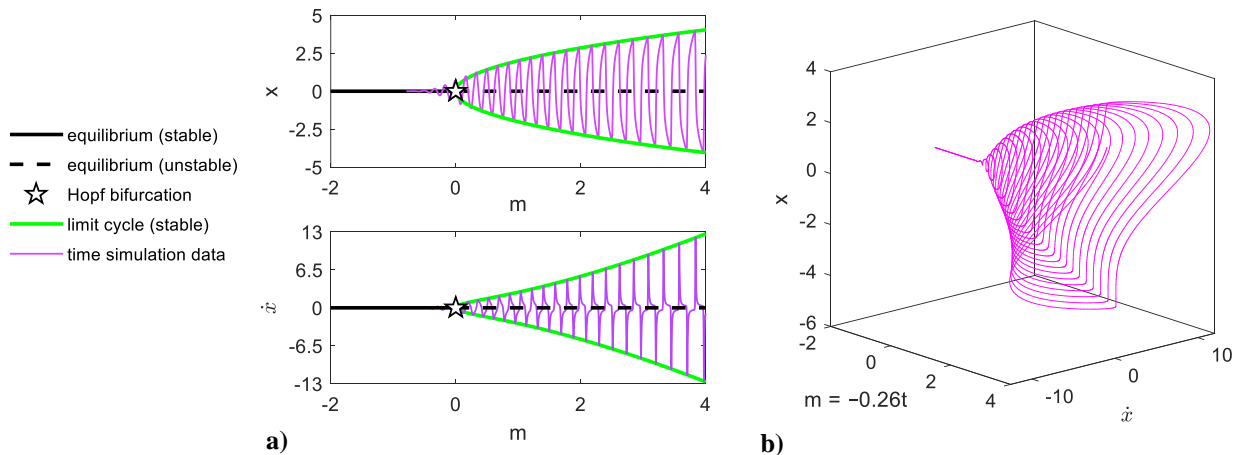 equilibrium (stable)
equilibrium (unstable)
Hopf bifurcation
limit cycle (stable)
time simulation data
5
2.5
0
-2.5
-5
x
-2 0 2 4
m
13
6.5
0
-6.5
-13
ẋ
-2 0 2 4
m
a)
4
2
0
-2
-4
-6
x
-2 0 2 4
-10 0 10
m = −0.26t
ẋ
b)